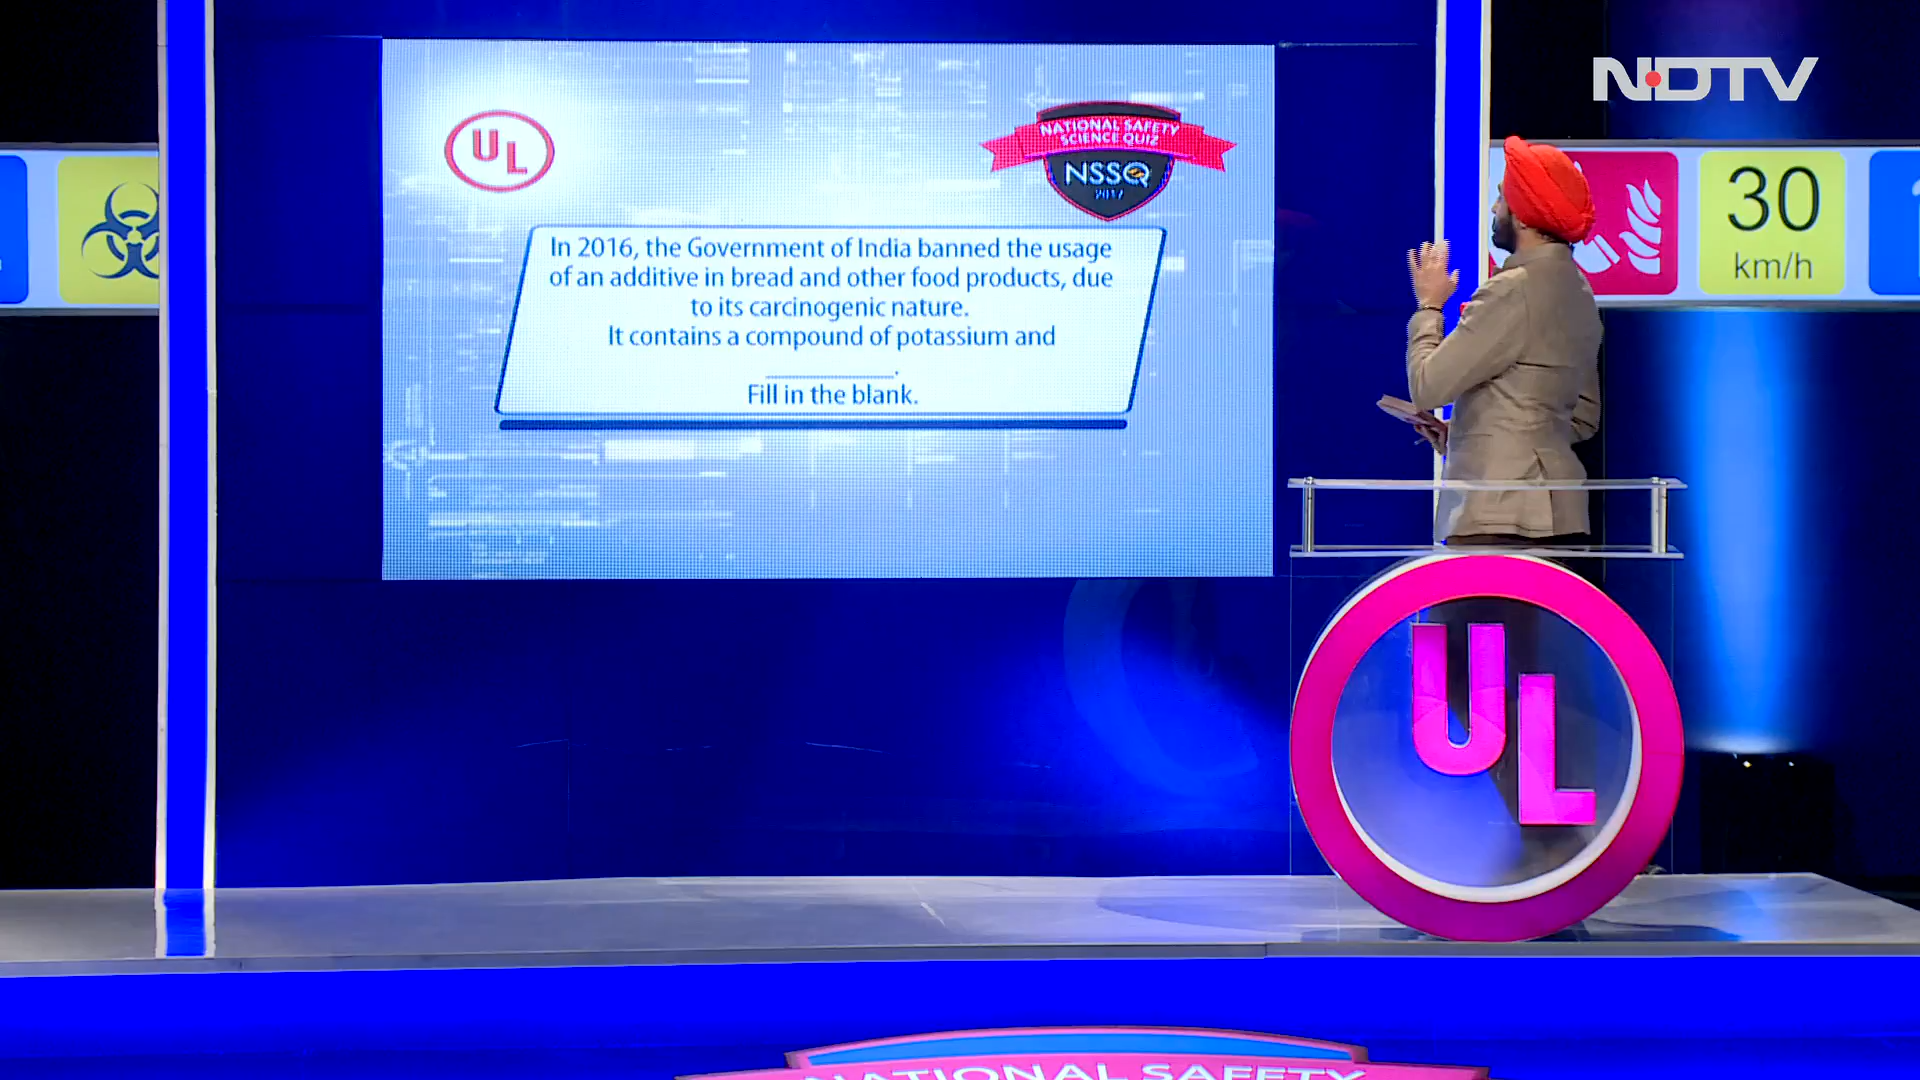 NDTV
UL
NATIONAL SAFETY
SCIENCE QUIZ
NSSQ
2017
30
km/h
In 2016, the Government of India banned the usage
of an additive in bread and other food products, due
to its carcinogenic nature.
It contains a compound of potassium and
__________.
Fill in the blank.
UL
NATIONAL SAFETY